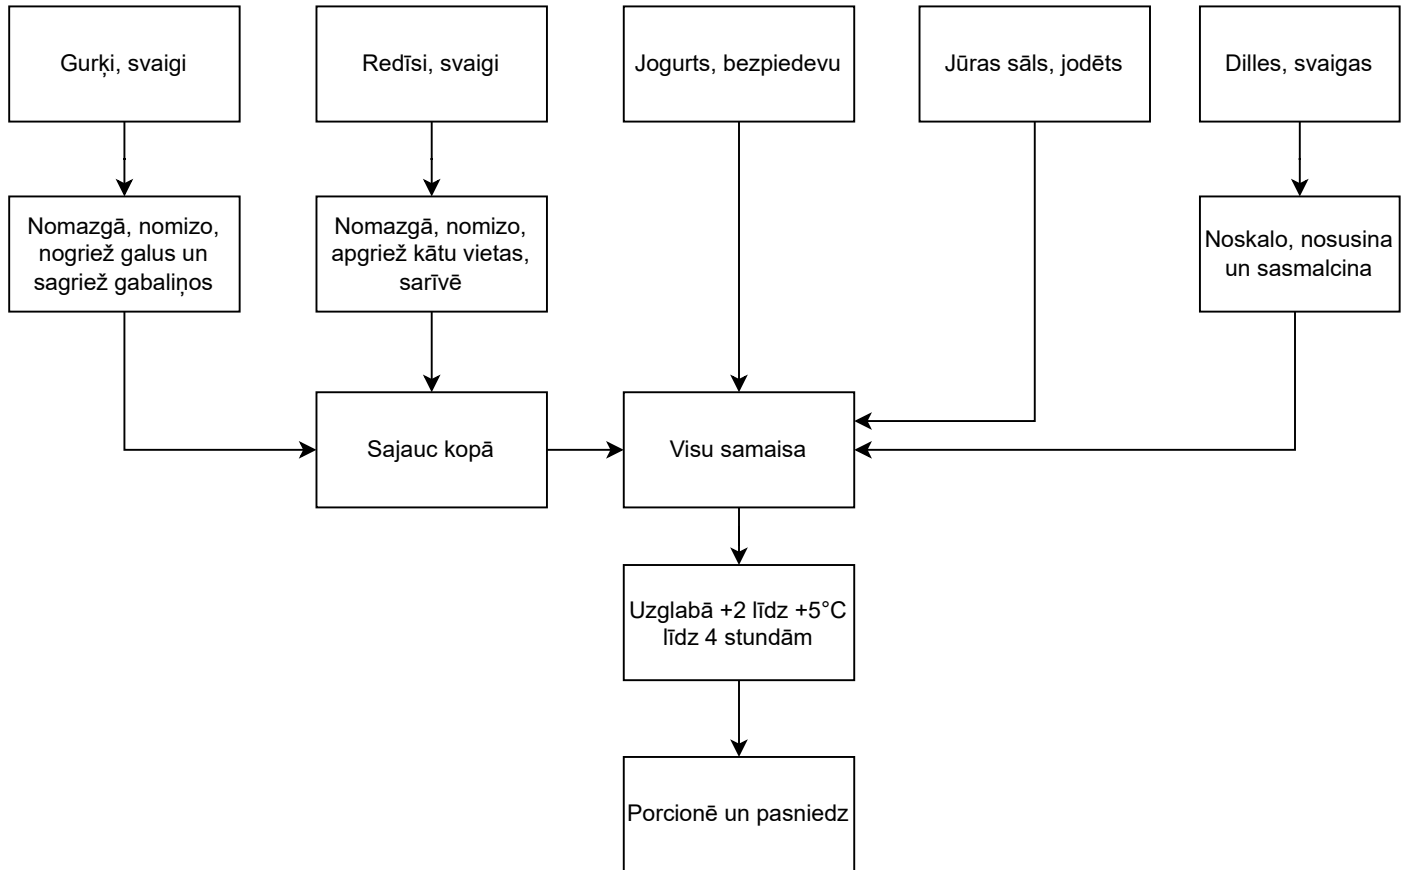 Gurķi, svaigi
Redīsi, svaigi
Jogurts, bezpiedevu
Jūras sāls, jodēts
Dilles, svaigas
Nomazgā, nomizo,
nogriež galus un
sagriež gabaliņos
Nomazgā, nomizo,
apgriež kātu vietas,
sarīvē
Noskalo, nosusina
un sasmalcina
Sajauc kopā
Visu samaisa
Uzglabā +2 līdz +5°C
līdz 4 stundām
Porcionē un pasniedz